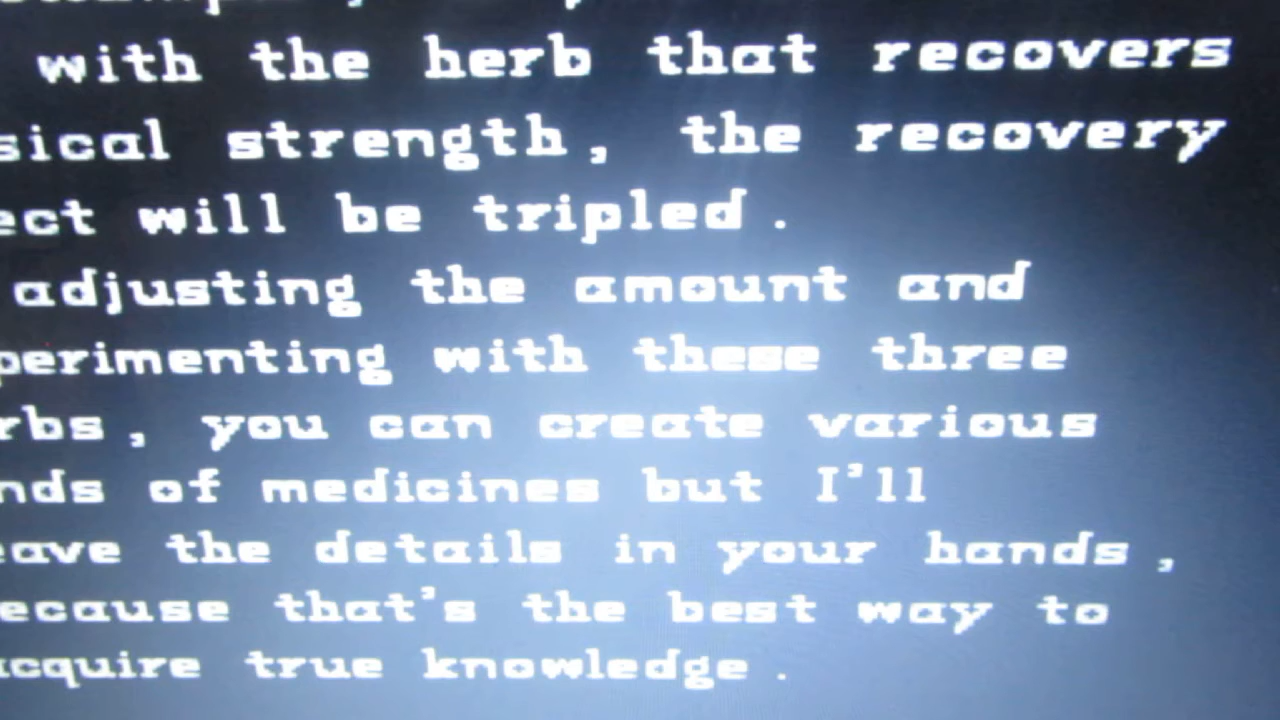 with the herb that recovers
sical strength, the recovery
ect will be tripled.
adjusting the amount and
perimenting with these three
rbs, you can create various
nds of medicines but I'll
eave the details in your hands,
ecause that's the best way to
acquire true knowledge.